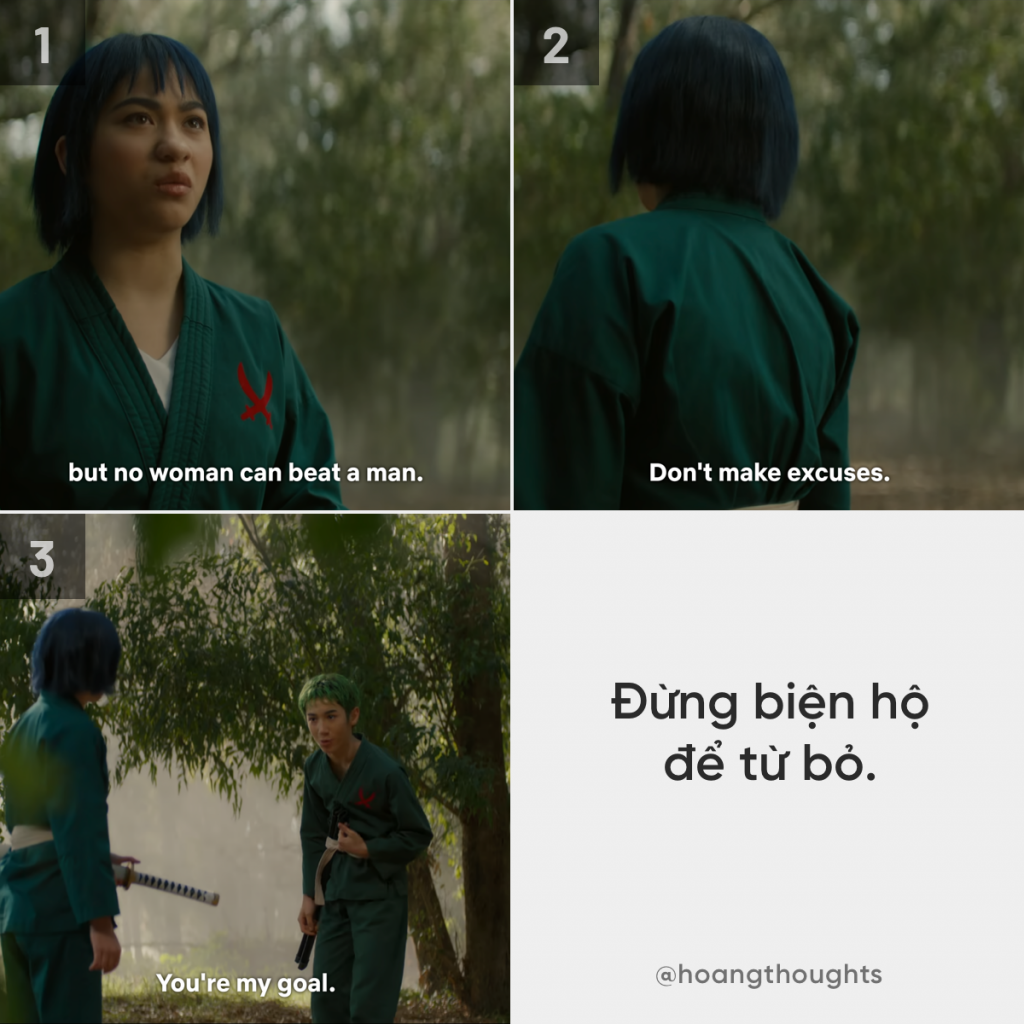 1
but no woman can beat a man.
2
Don't make excuses.
3
You're my goal.
Đừng biện hộ
để từ bỏ.
@hoangthoughts